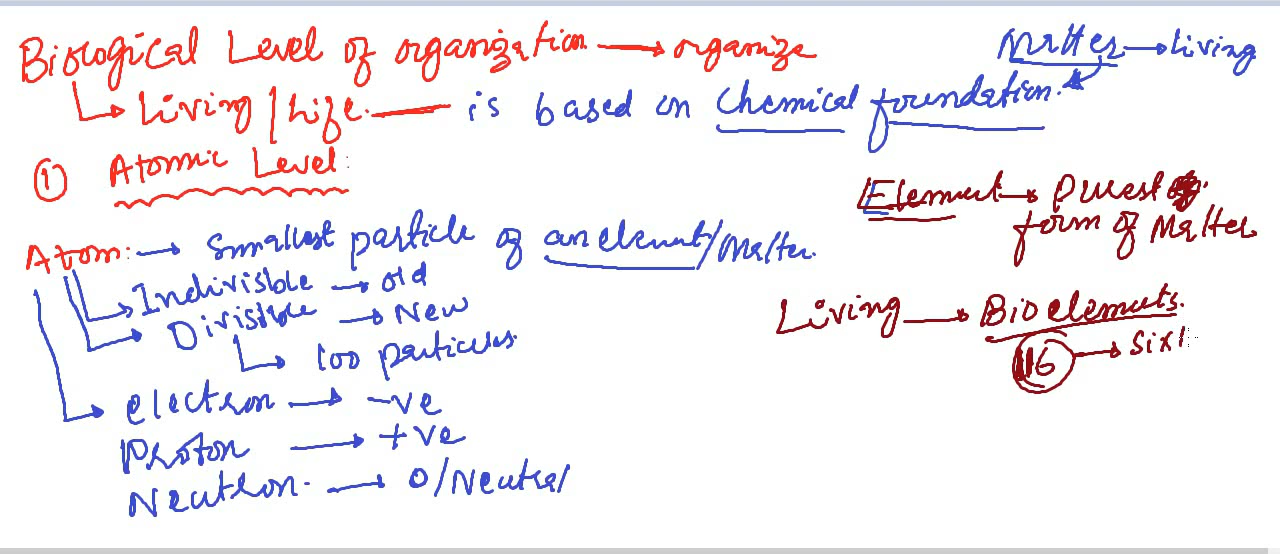 Biological Level of organization → organize
Matter → Living
↳ Living / Life — is based on Chemical foundation.
① Atomic Level:
Element → Purest
form of Matter
Atom: → Smallest particle of an element/Matter.
Indivisible → old
Divisible → New
↳ 100 particles
Living → Bio elements.
16 → Six
electron → -ve
Proton → +ve
Neutron. → 0/Neutral